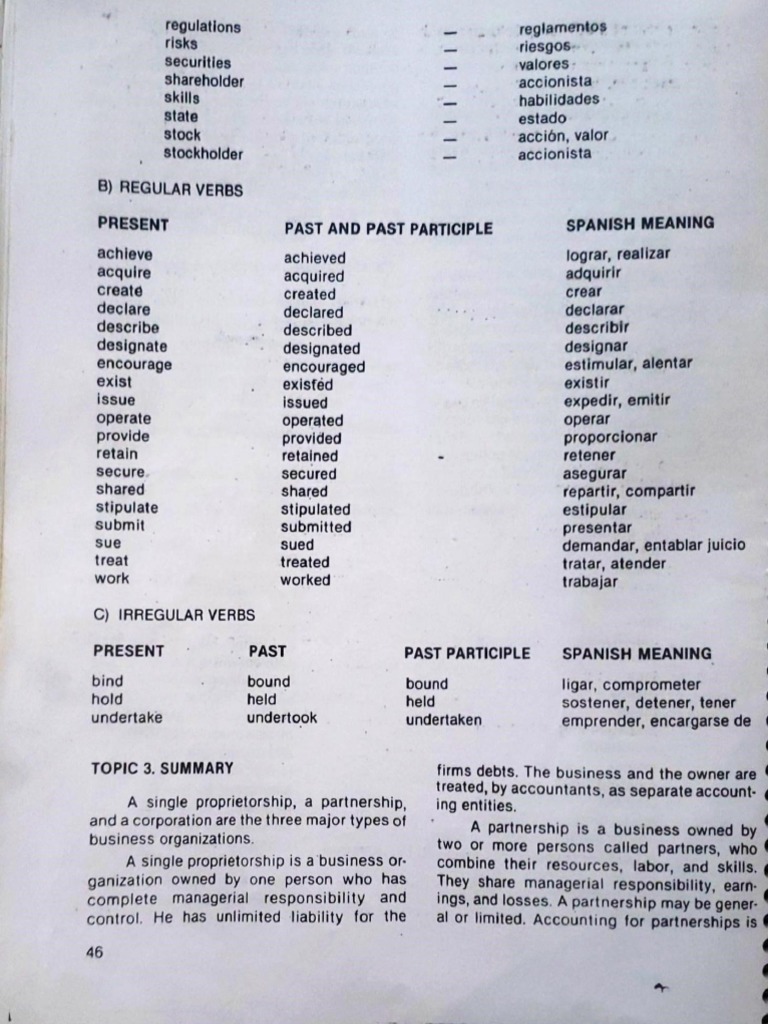 regulations — reglamentos
risks — riesgos
securities — valores
shareholder — accionista
skills — habilidades
state — estado
stock — acción, valor
stockholder — accionista
B) REGULAR VERBS
PRESENT PAST AND PAST PARTICIPLE SPANISH MEANING
achieve achieved lograr, realizar
acquire acquired adquirir
create created crear
declare declared declarar
describe described describir
designate designated designar
encourage encouraged estimular, alentar
exist existed existir
issue issued expedir, emitir
operate operated operar
provide provided proporcionar
retain retained retener
secure secured asegurar
shared shared repartir, compartir
stipulate stipulated estipular
submit submitted presentar
sue sued demandar, entablar juicio
treat treated tratar, atender
work worked trabajar
C) IRREGULAR VERBS
PRESENT PAST PAST PARTICIPLE SPANISH MEANING
bind bound bound ligar, comprometer
hold held held sostener, detener, tener
undertake undertook undertaken emprender, encargarse de
TOPIC 3. SUMMARY
A single proprietorship, a partnership,
and a corporation are the three major types of
business organizations.
A single proprietorship is a business or-
ganization owned by one person who has
complete managerial responsibility and
control. He has unlimited liability for the
firms debts. The business and the owner are
treated, by accountants, as separate account-
ing entities.
A partnership is a business owned by
two or more persons called partners, who
combine their resources, labor, and skills.
They share managerial responsibility, earn-
ings, and losses. A partnership may be gener-
al or limited. Accounting for partnerships is
46